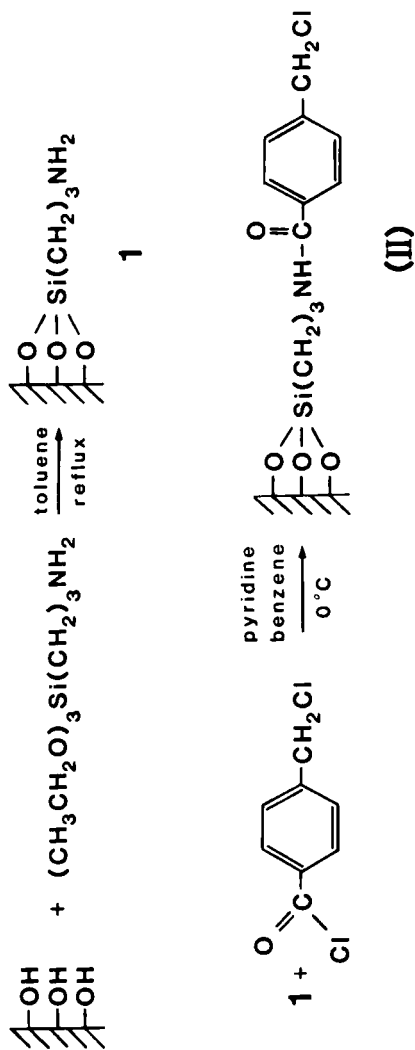 OH
OH
OH
+ (CH₃CH₂O)₃Si(CH₂)₃NH₂
toluene
reflux
O
O Si(CH₂)₃NH₂
O
1
1 +
O
C
Cl
CH₂Cl
pyridine
benzene
0°C
O
O Si(CH₂)₃NH-C
O
O
CH₂Cl
(II)